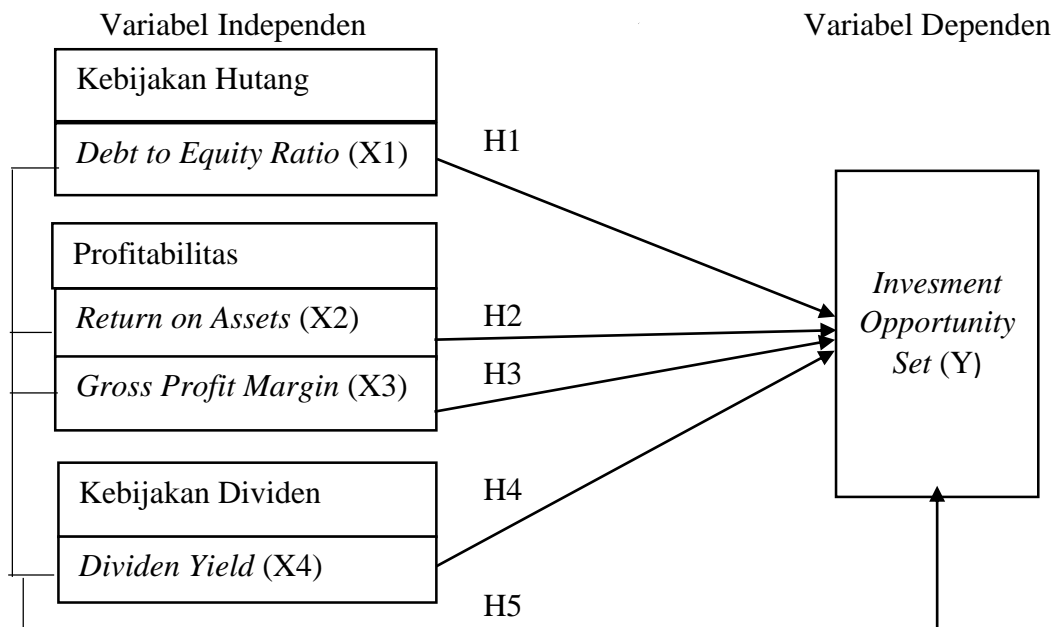 Variabel Independen
Variabel Dependen
Kebijakan Hutang
Debt to Equity Ratio (X1)
H1
Profitabilitas
Return on Assets (X2)
H2
Gross Profit Margin (X3)
H3
Invesment
Opportunity
Set (Y)
Kebijakan Dividen
H4
Dividen Yield (X4)
H5